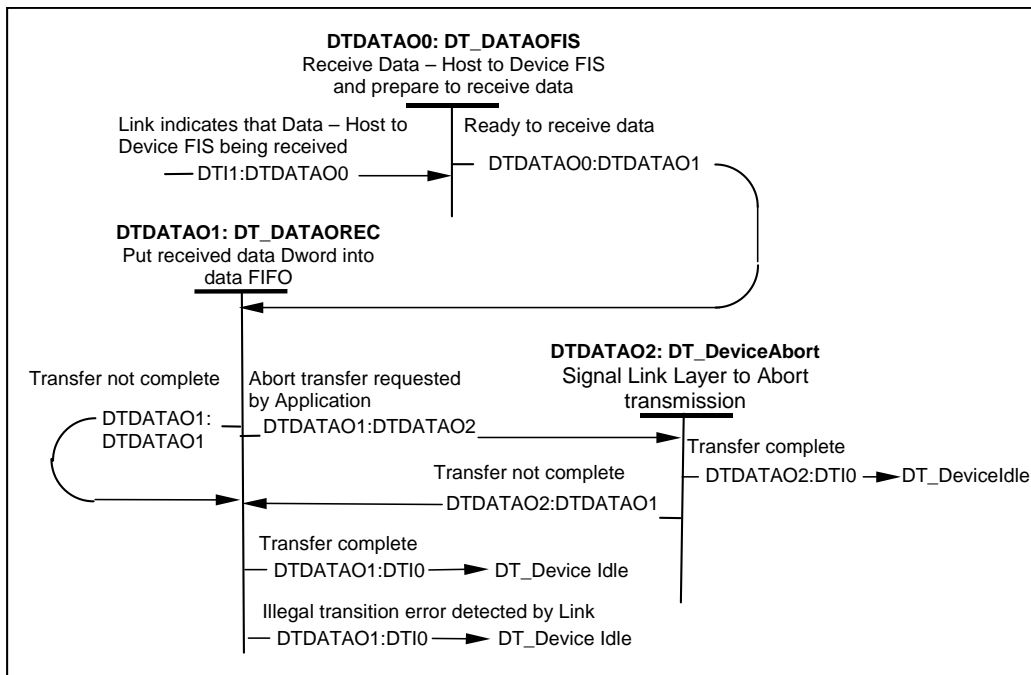 DTDATAO0: DT_DATAOFIS
Receive Data – Host to Device FIS
and prepare to receive data
Link indicates that Data – Host to
Device FIS being received
DTI1:DTDATAO0
Ready to receive data
DTDATAO0:DTDATAO1
DTDATAO1: DT_DATAOREC
Put received data Dword into
data FIFO
DTDATAO2: DT_DeviceAbort
Signal Link Layer to Abort
transmission
Transfer not complete
DTDATAO1:
DTDATAO1
Abort transfer requested
by Application
DTDATAO1:DTDATAO2
Transfer complete
DTDATAO2:DTI0
DT_DeviceIdle
Transfer not complete
DTDATAO2:DTDATAO1
Transfer complete
DTDATAO1:DTI0
DT_Device Idle
Illegal transition error detected by Link
DTDATAO1:DTI0
DT_Device Idle